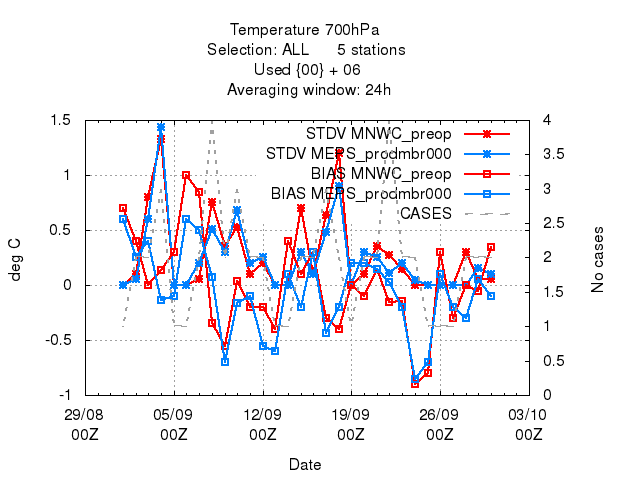 Temperature 700hPa
Selection: ALL 5 stations
Used {00} + 06
Averaging window: 24h
STDV MNWC_preop
STDV MEPS_prodmbr000
BIAS MNWC_preop
BIAS MEPS_prodmbr000
CASES
deg C
1.5
1
0.5
0
-0.5
-1
No cases
4
3.5
3
2.5
2
1.5
1
0.5
0
29/08 05/09 12/09 19/09 26/09 03/10
00Z 00Z 00Z 00Z 00Z 00Z
Date